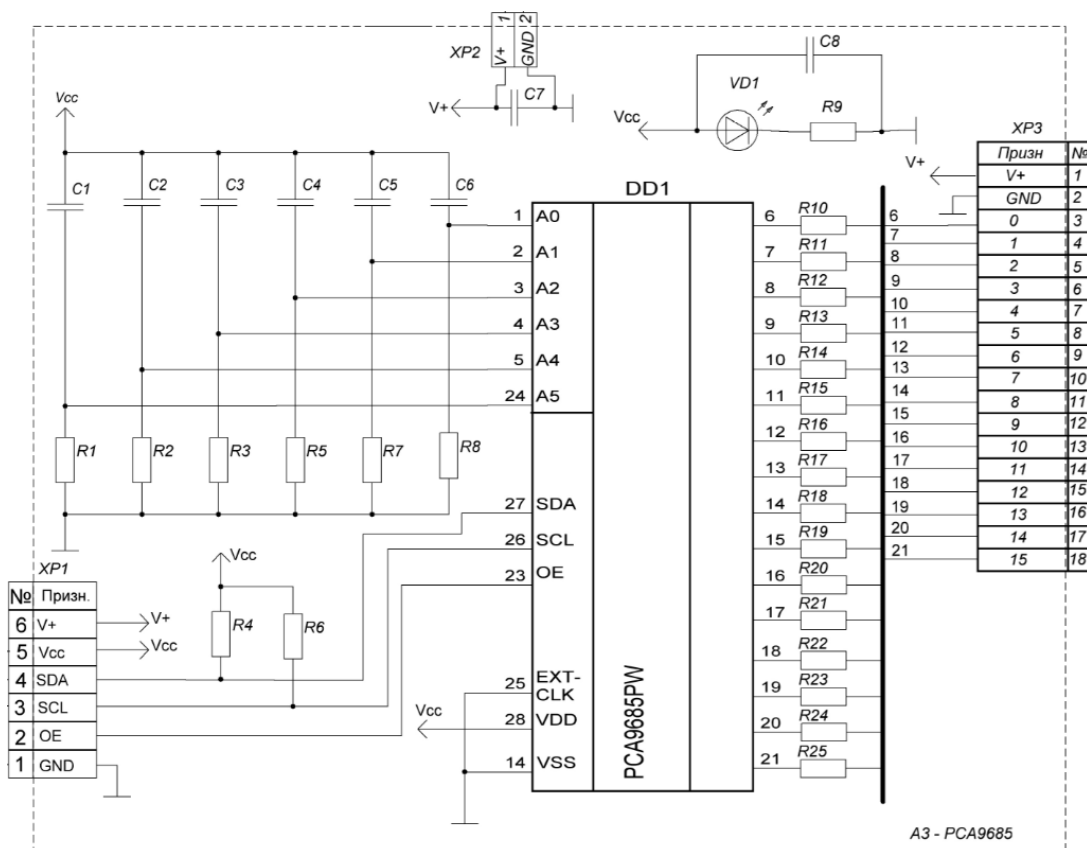 XP2
V+ 1
GND 2
V+
C7
C8
VD1
R9
Vcc
Vcc
C1
C2
C3
C4
C5
C6
DD1
1 A0
2 A1
3 A2
4 A3
5 A4
24 A5
R1
R2
R3
R5
R7
R8
27 SDA
26 SCL
23 OE
25 EXT-
CLK
28 VDD
14 VSS
Vcc
PCA9685PW
6 R10
7 R11
8 R12
9 R13
10 R14
11 R15
12 R16
13 R17
14 R18
15 R19
16 R20
17 R21
18 R22
19 R23
20 R24
21 R25
6
7
8
9
10
11
12
13
14
15
16
17
18
19
20
21
XP3
Призн №
V+ 1
GND 2
0 3
1 4
2 5
3 6
4 7
5 8
6 9
7 10
8 11
9 12
10 13
11 14
12 15
13 16
14 17
15 18
V+
Vcc
R4
R6
XP1
№ Призн.
6 V+
5 Vcc
4 SDA
3 SCL
2 OE
1 GND
V+
Vcc
A3 - PCA9685